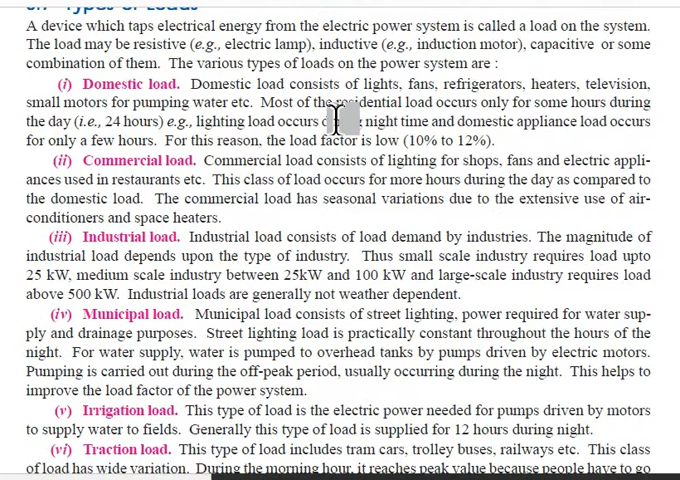 Types of Loads
A device which taps electrical energy from the electric power system is called a load on the system.
The load may be resistive (e.g., electric lamp), inductive (e.g., induction motor), capacitive or some
combination of them. The various types of loads on the power system are :
(i) Domestic load. Domestic load consists of lights, fans, refrigerators, heaters, television,
small motors for pumping water etc. Most of the residential load occurs only for some hours during
the day (i.e., 24 hours) e.g., lighting load occurs night time and domestic appliance load occurs
for only a few hours. For this reason, the load factor is low (10% to 12%).
(ii) Commercial load. Commercial load consists of lighting for shops, fans and electric appli-
ances used in restaurants etc. This class of load occurs for more hours during the day as compared to
the domestic load. The commercial load has seasonal variations due to the extensive use of air-
conditioners and space heaters.
(iii) Industrial load. Industrial load consists of load demand by industries. The magnitude of
industrial load depends upon the type of industry. Thus small scale industry requires load upto
25 kW, medium scale industry between 25kW and 100 kW and large-scale industry requires load
above 500 kW. Industrial loads are generally not weather dependent.
(iv) Municipal load. Municipal load consists of street lighting, power required for water sup-
ply and drainage purposes. Street lighting load is practically constant throughout the hours of the
night. For water supply, water is pumped to overhead tanks by pumps driven by electric motors.
Pumping is carried out during the off-peak period, usually occurring during the night. This helps to
improve the load factor of the power system.
(v) Irrigation load. This type of load is the electric power needed for pumps driven by motors
to supply water to fields. Generally this type of load is supplied for 12 hours during night.
(vi) Traction load. This type of load includes tram cars, trolley buses, railways etc. This class
of load has wide variation. During the morning hour, it reaches peak value because people have to go